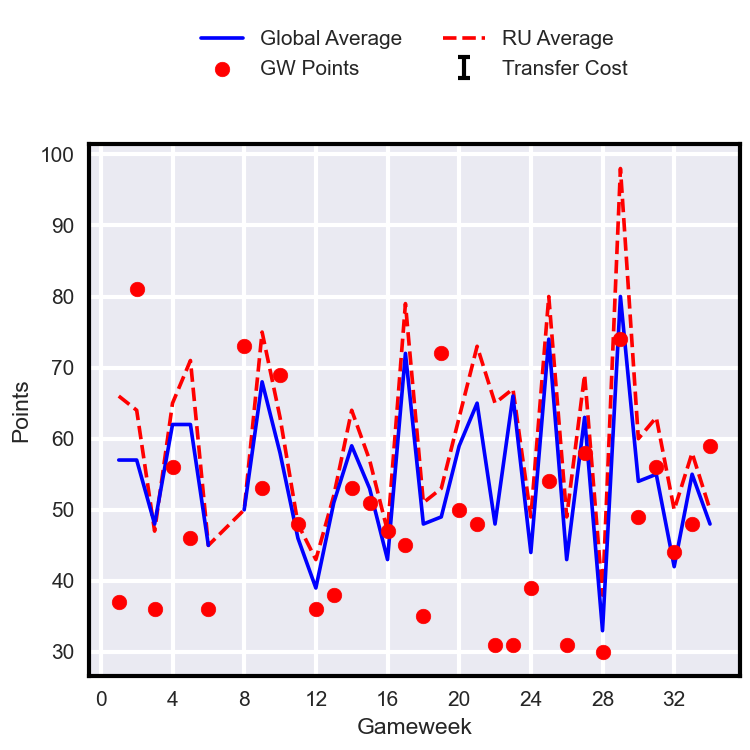 Global Average
RU Average
GW Points
Transfer Cost
100
90
80
70
60
50
40
30
Points
0 4 8 12 16 20 24 28 32
Gameweek